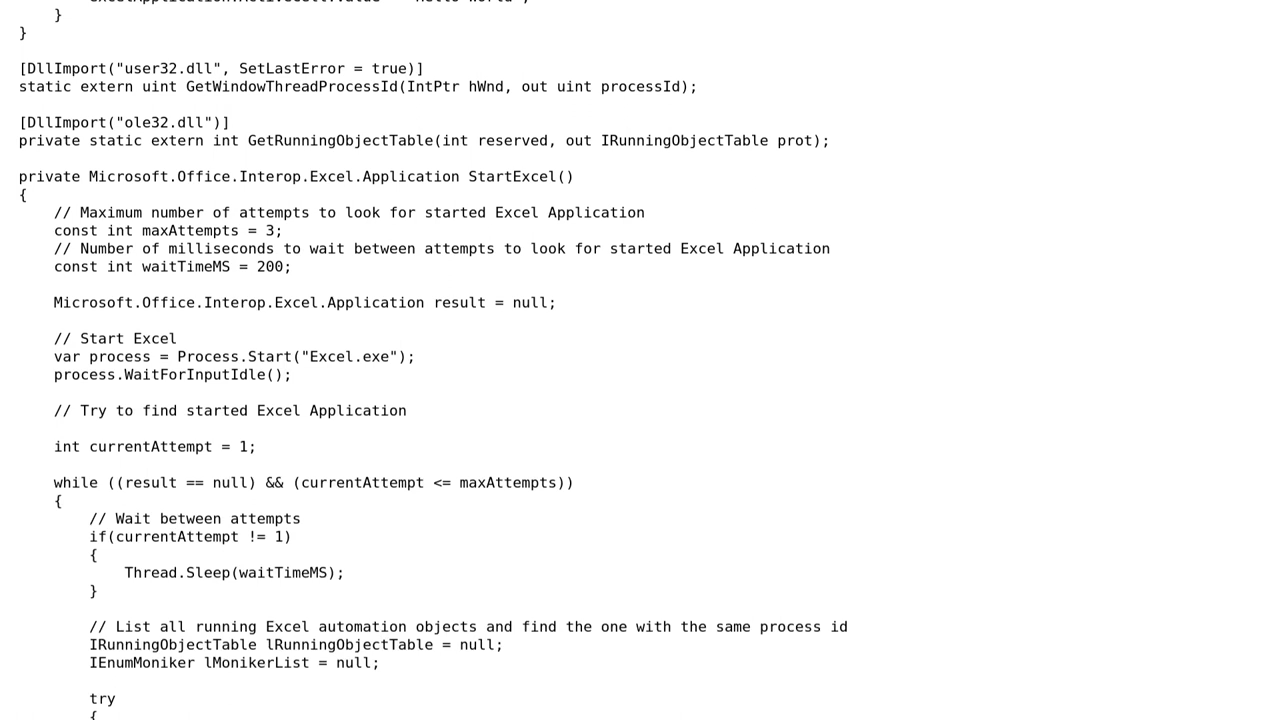 }
}
[DllImport("user32.dll", SetLastError = true)]
static extern uint GetWindowThreadProcessId(IntPtr hWnd, out uint processId);
[DllImport("ole32.dll")]
private static extern int GetRunningObjectTable(int reserved, out IRunningObjectTable prot);
private Microsoft.Office.Interop.Excel.Application StartExcel()
{
// Maximum number of attempts to look for started Excel Application
const int maxAttempts = 3;
// Number of milliseconds to wait between attempts to look for started Excel Application
const int waitTimeMS = 200;
Microsoft.Office.Interop.Excel.Application result = null;
// Start Excel
var process = Process.Start("Excel.exe");
process.WaitForInputIdle();
// Try to find started Excel Application
int currentAttempt = 1;
while ((result == null) && (currentAttempt <= maxAttempts))
{
// Wait between attempts
if(currentAttempt != 1)
{
Thread.Sleep(waitTimeMS);
}
// List all running Excel automation objects and find the one with the same process id
IRunningObjectTable lRunningObjectTable = null;
IEnumMoniker lMonikerList = null;
try
{